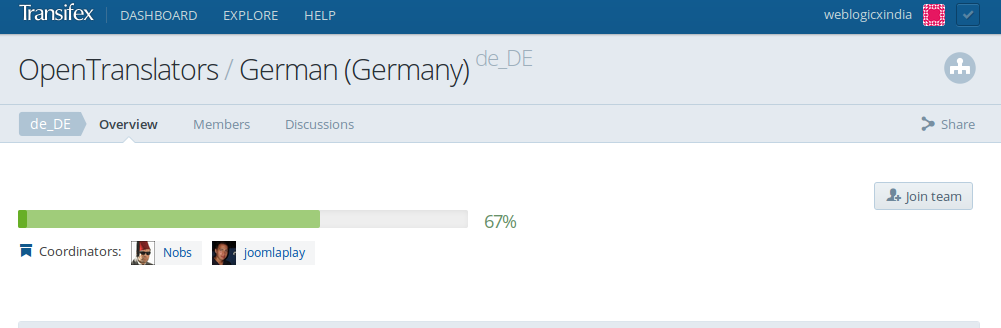 Transifex DASHBOARD EXPLORE HELP weblogicxindia
OpenTranslators / German (Germany) de_DE
de_DE Overview Members Discussions Share
Join team
67%
Coordinators: Nobs joomlaplay